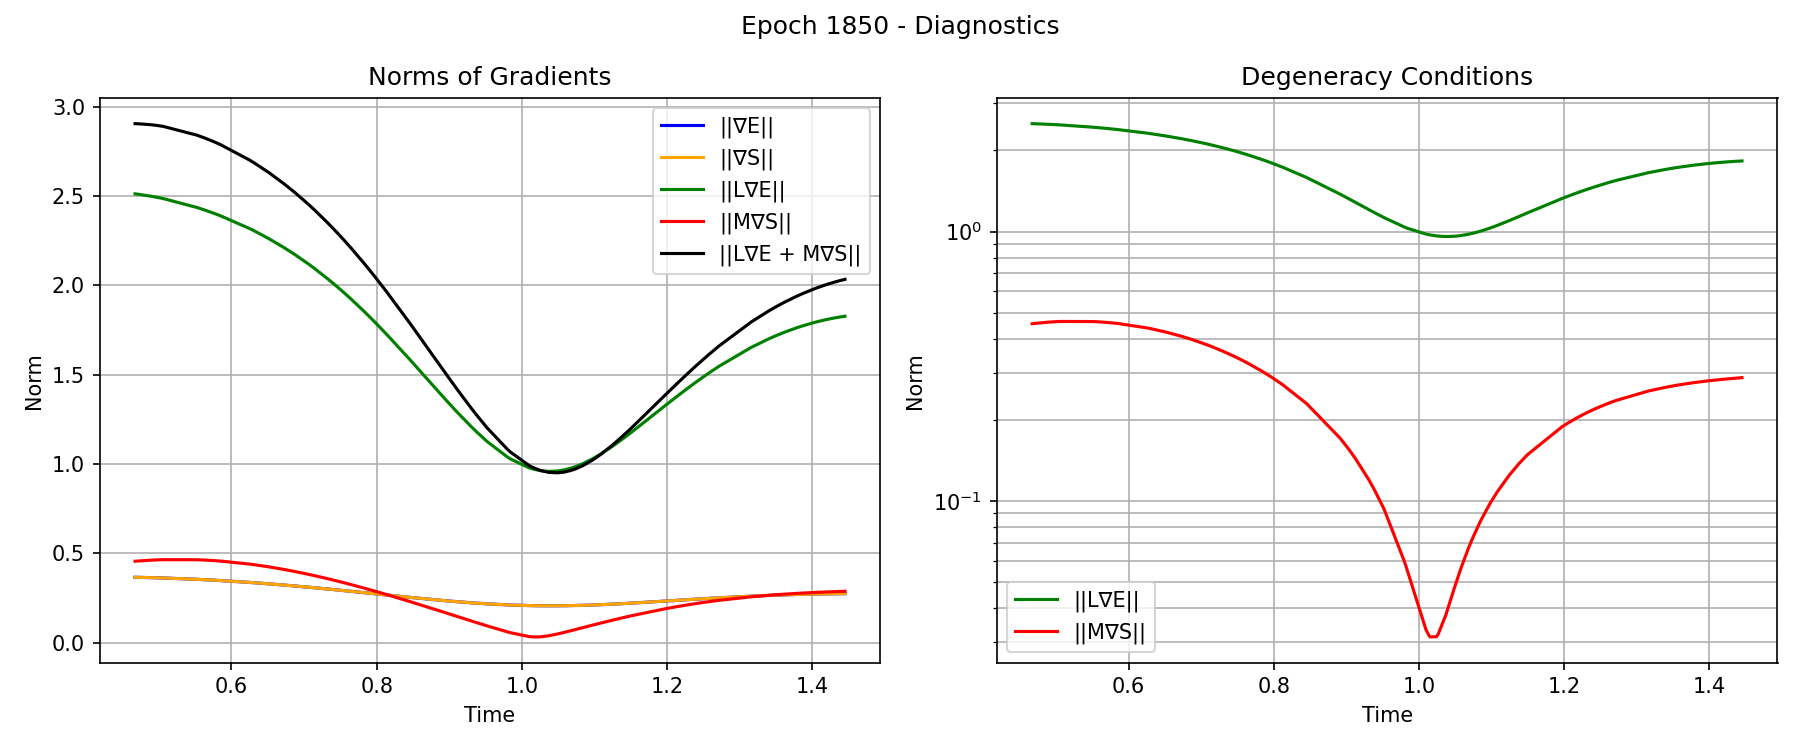 Epoch 1850 - Diagnostics
Norms of Gradients
3.0
2.5
2.0
1.5
1.0
0.5
0.0
Norm
0.6 0.8 1.0 1.2 1.4
Time
||∇E||
||∇S||
||L∇E||
||M∇S||
||L∇E + M∇S||
Degeneracy Conditions
10⁰
10⁻¹
Norm
0.6 0.8 1.0 1.2 1.4
Time
||L∇E||
||M∇S||